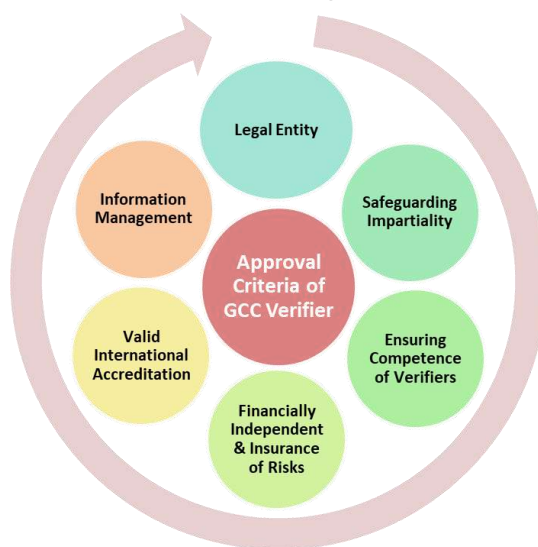 Legal Entity
Safeguarding
Impartiality
Ensuring
Competence
of Verifiers
Financially
Independent
& Insurance
of Risks
Valid
International
Accreditation
Information
Management
Approval
Criteria of
GCC Verifier